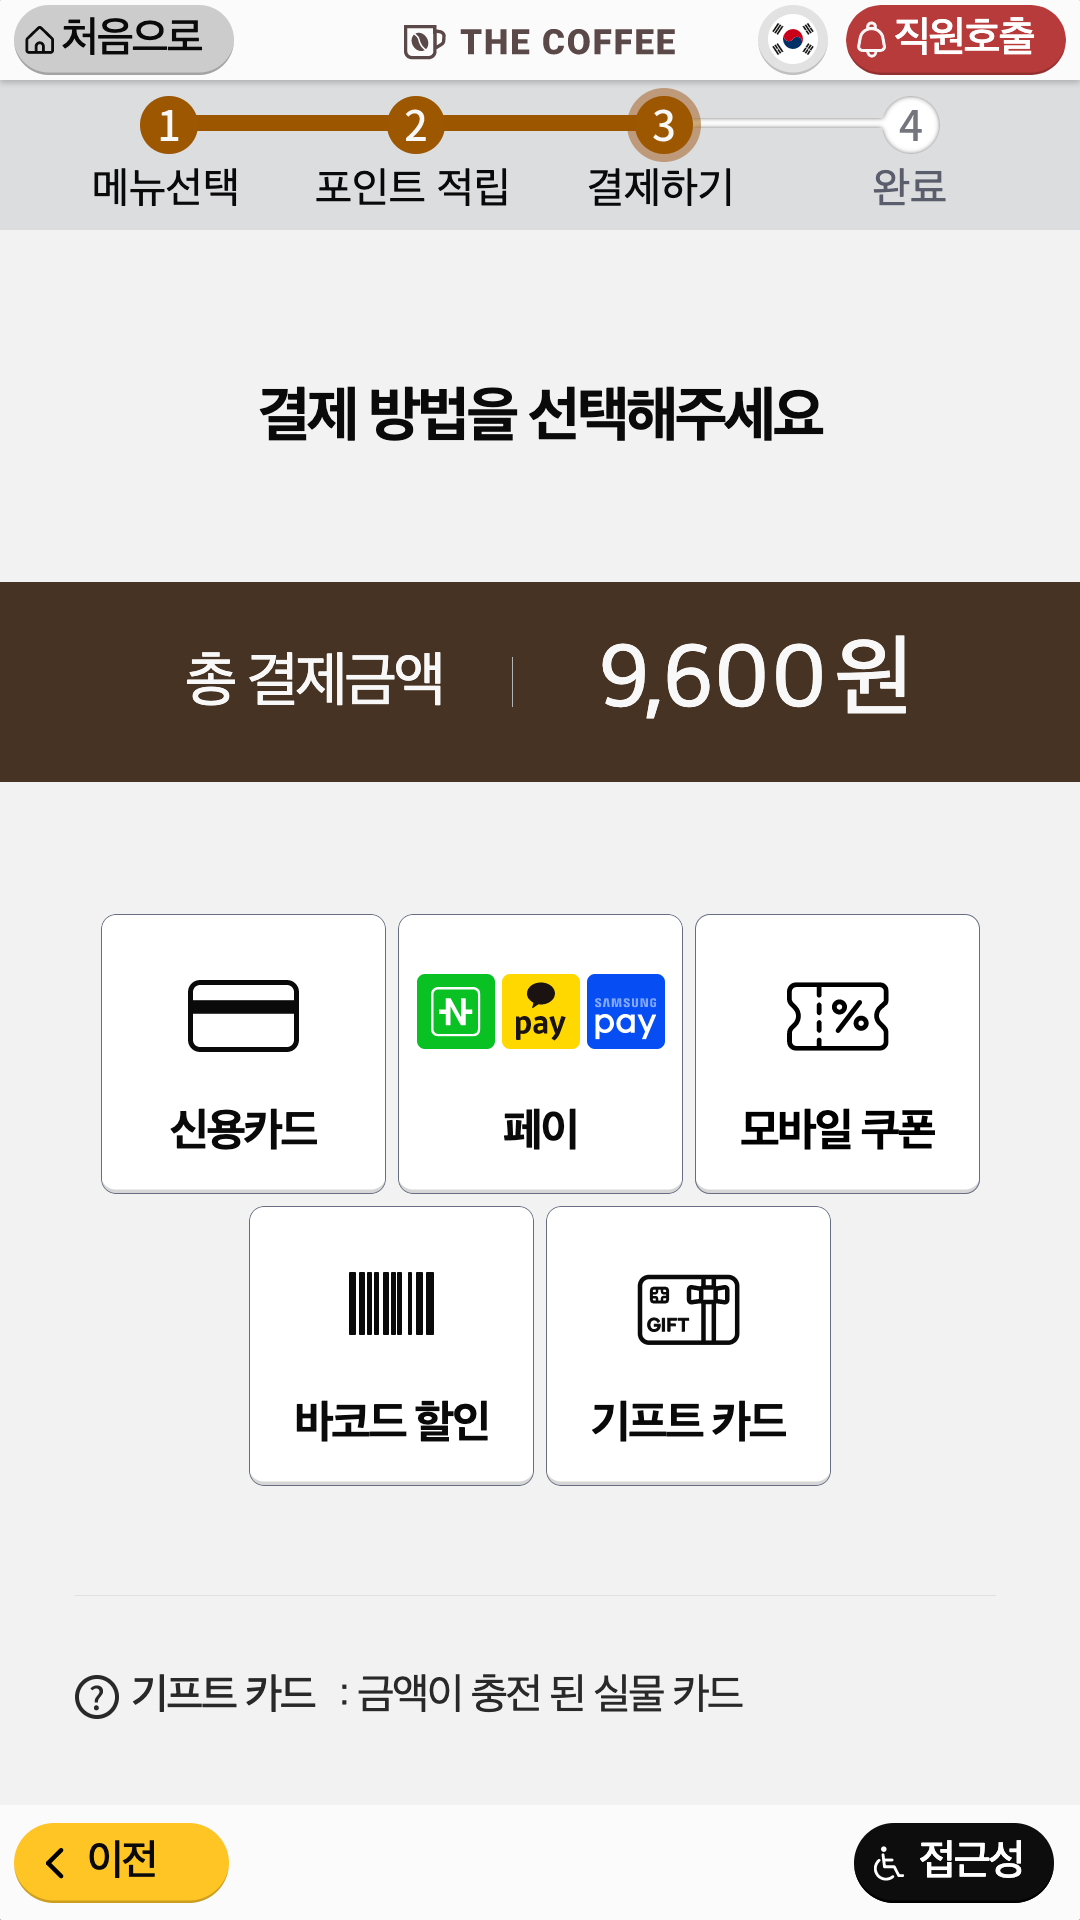 처음으로
THE COFFEE
직원호출
1
2
3
4
메뉴선택
포인트 적립
결제하기
완료
결제 방법을 선택해주세요
총 결제금액
9,600원
N
pay
SAMSUNG
pay
신용카드
페이
모바일 쿠폰
%
GIFT
바코드 할인
기프트 카드
? 기프트 카드 : 금액이 충전 된 실물 카드
이전
접근성